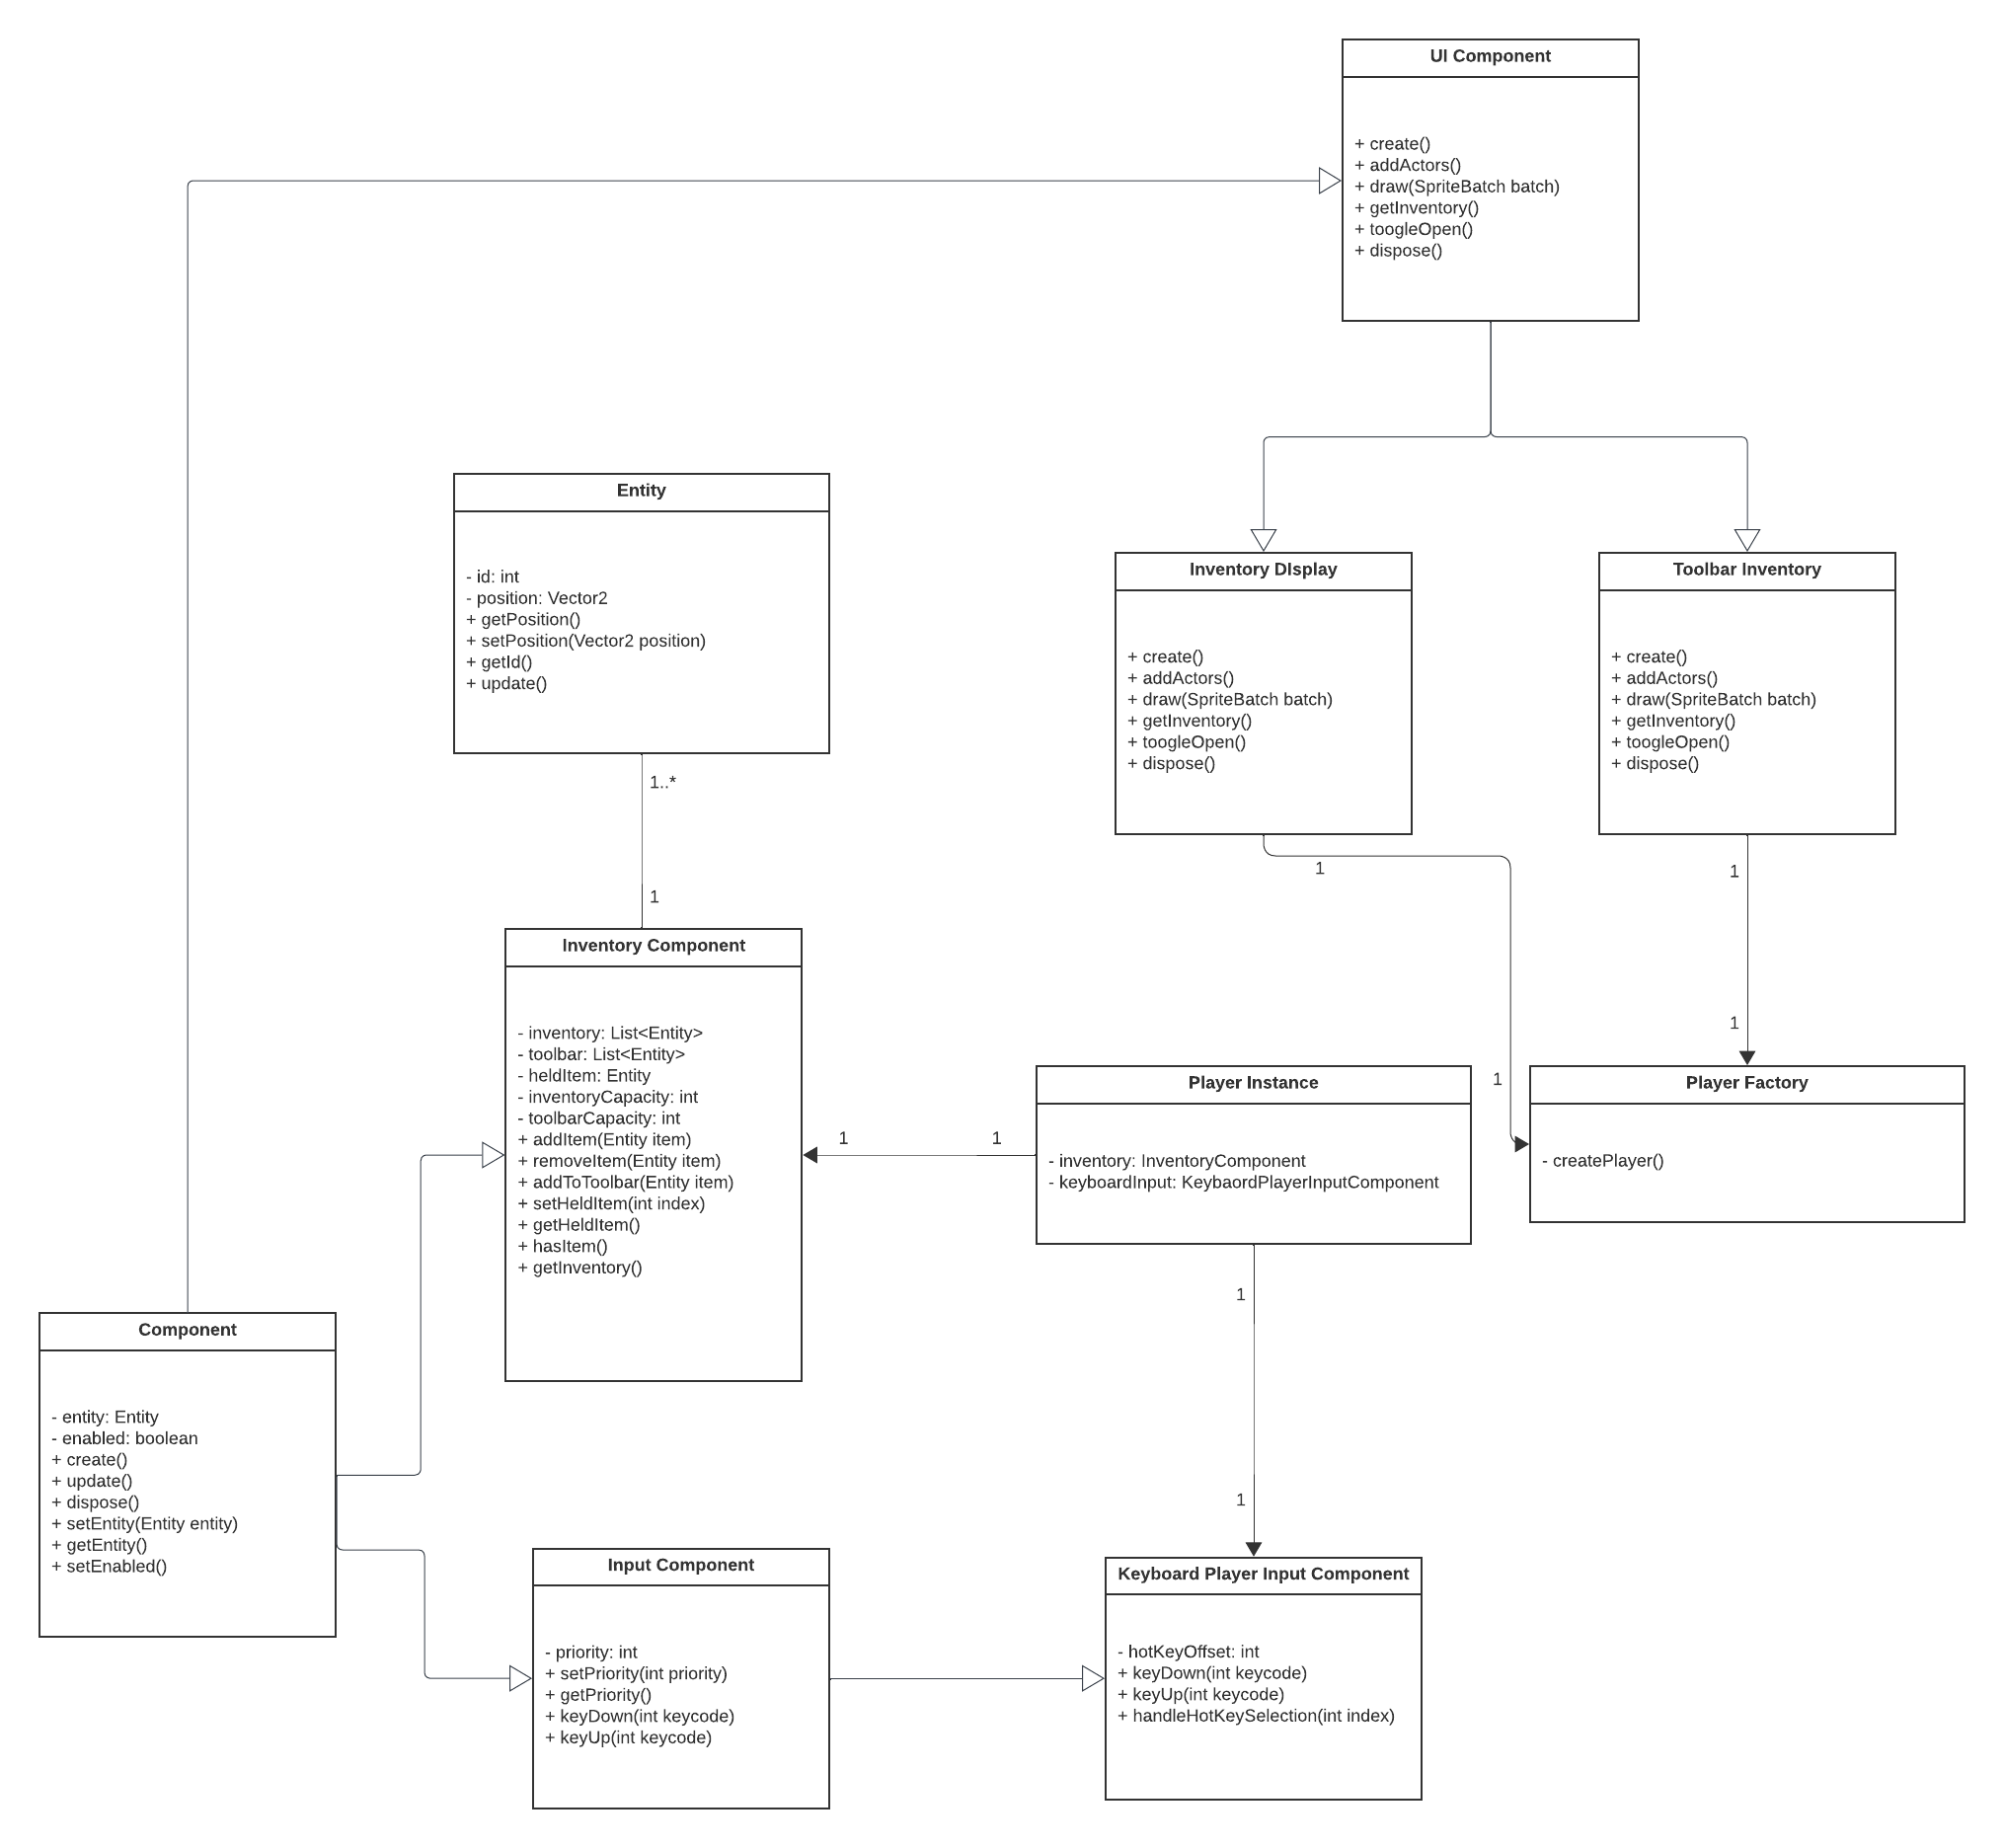 UI Component
+ create()
+ addActors()
+ draw(SpriteBatch batch)
+ getInventory()
+ toogleOpen()
+ dispose()
Entity
- id: int
- position: Vector2
+ getPosition()
+ setPosition(Vector2 position)
+ getId()
+ update()
1..*
1
Inventory DIsplay
+ create()
+ addActors()
+ draw(SpriteBatch batch)
+ getInventory()
+ toogleOpen()
+ dispose()
1
1
Toolbar Inventory
+ create()
+ addActors()
+ draw(SpriteBatch batch)
+ getInventory()
+ toogleOpen()
+ dispose()
1
1
Inventory Component
- inventory: List<Entity>
- toolbar: List<Entity>
- heldItem: Entity
- inventoryCapacity: int
- toolbarCapacity: int
+ addItem(Entity item)
+ removeItem(Entity item)
+ addToToolbar(Entity item)
+ setHeldItem(int index)
+ getHeldItem()
+ hasItem()
+ getInventory()
1
1
Player Instance
- inventory: InventoryComponent
- keyboardInput: KeybaordPlayerInputComponent
1
1
Player Factory
- createPlayer()
Component
- entity: Entity
- enabled: boolean
+ create()
+ update()
+ dispose()
+ setEntity(Entity entity)
+ getEntity()
+ setEnabled()
Input Component
- priority: int
+ setPriority(int priority)
+ getPriority()
+ keyDown(int keycode)
+ keyUp(int keycode)
Keyboard Player Input Component
- hotKeyOffset: int
+ keyDown(int keycode)
+ keyUp(int keycode)
+ handleHotKeySelection(int index)